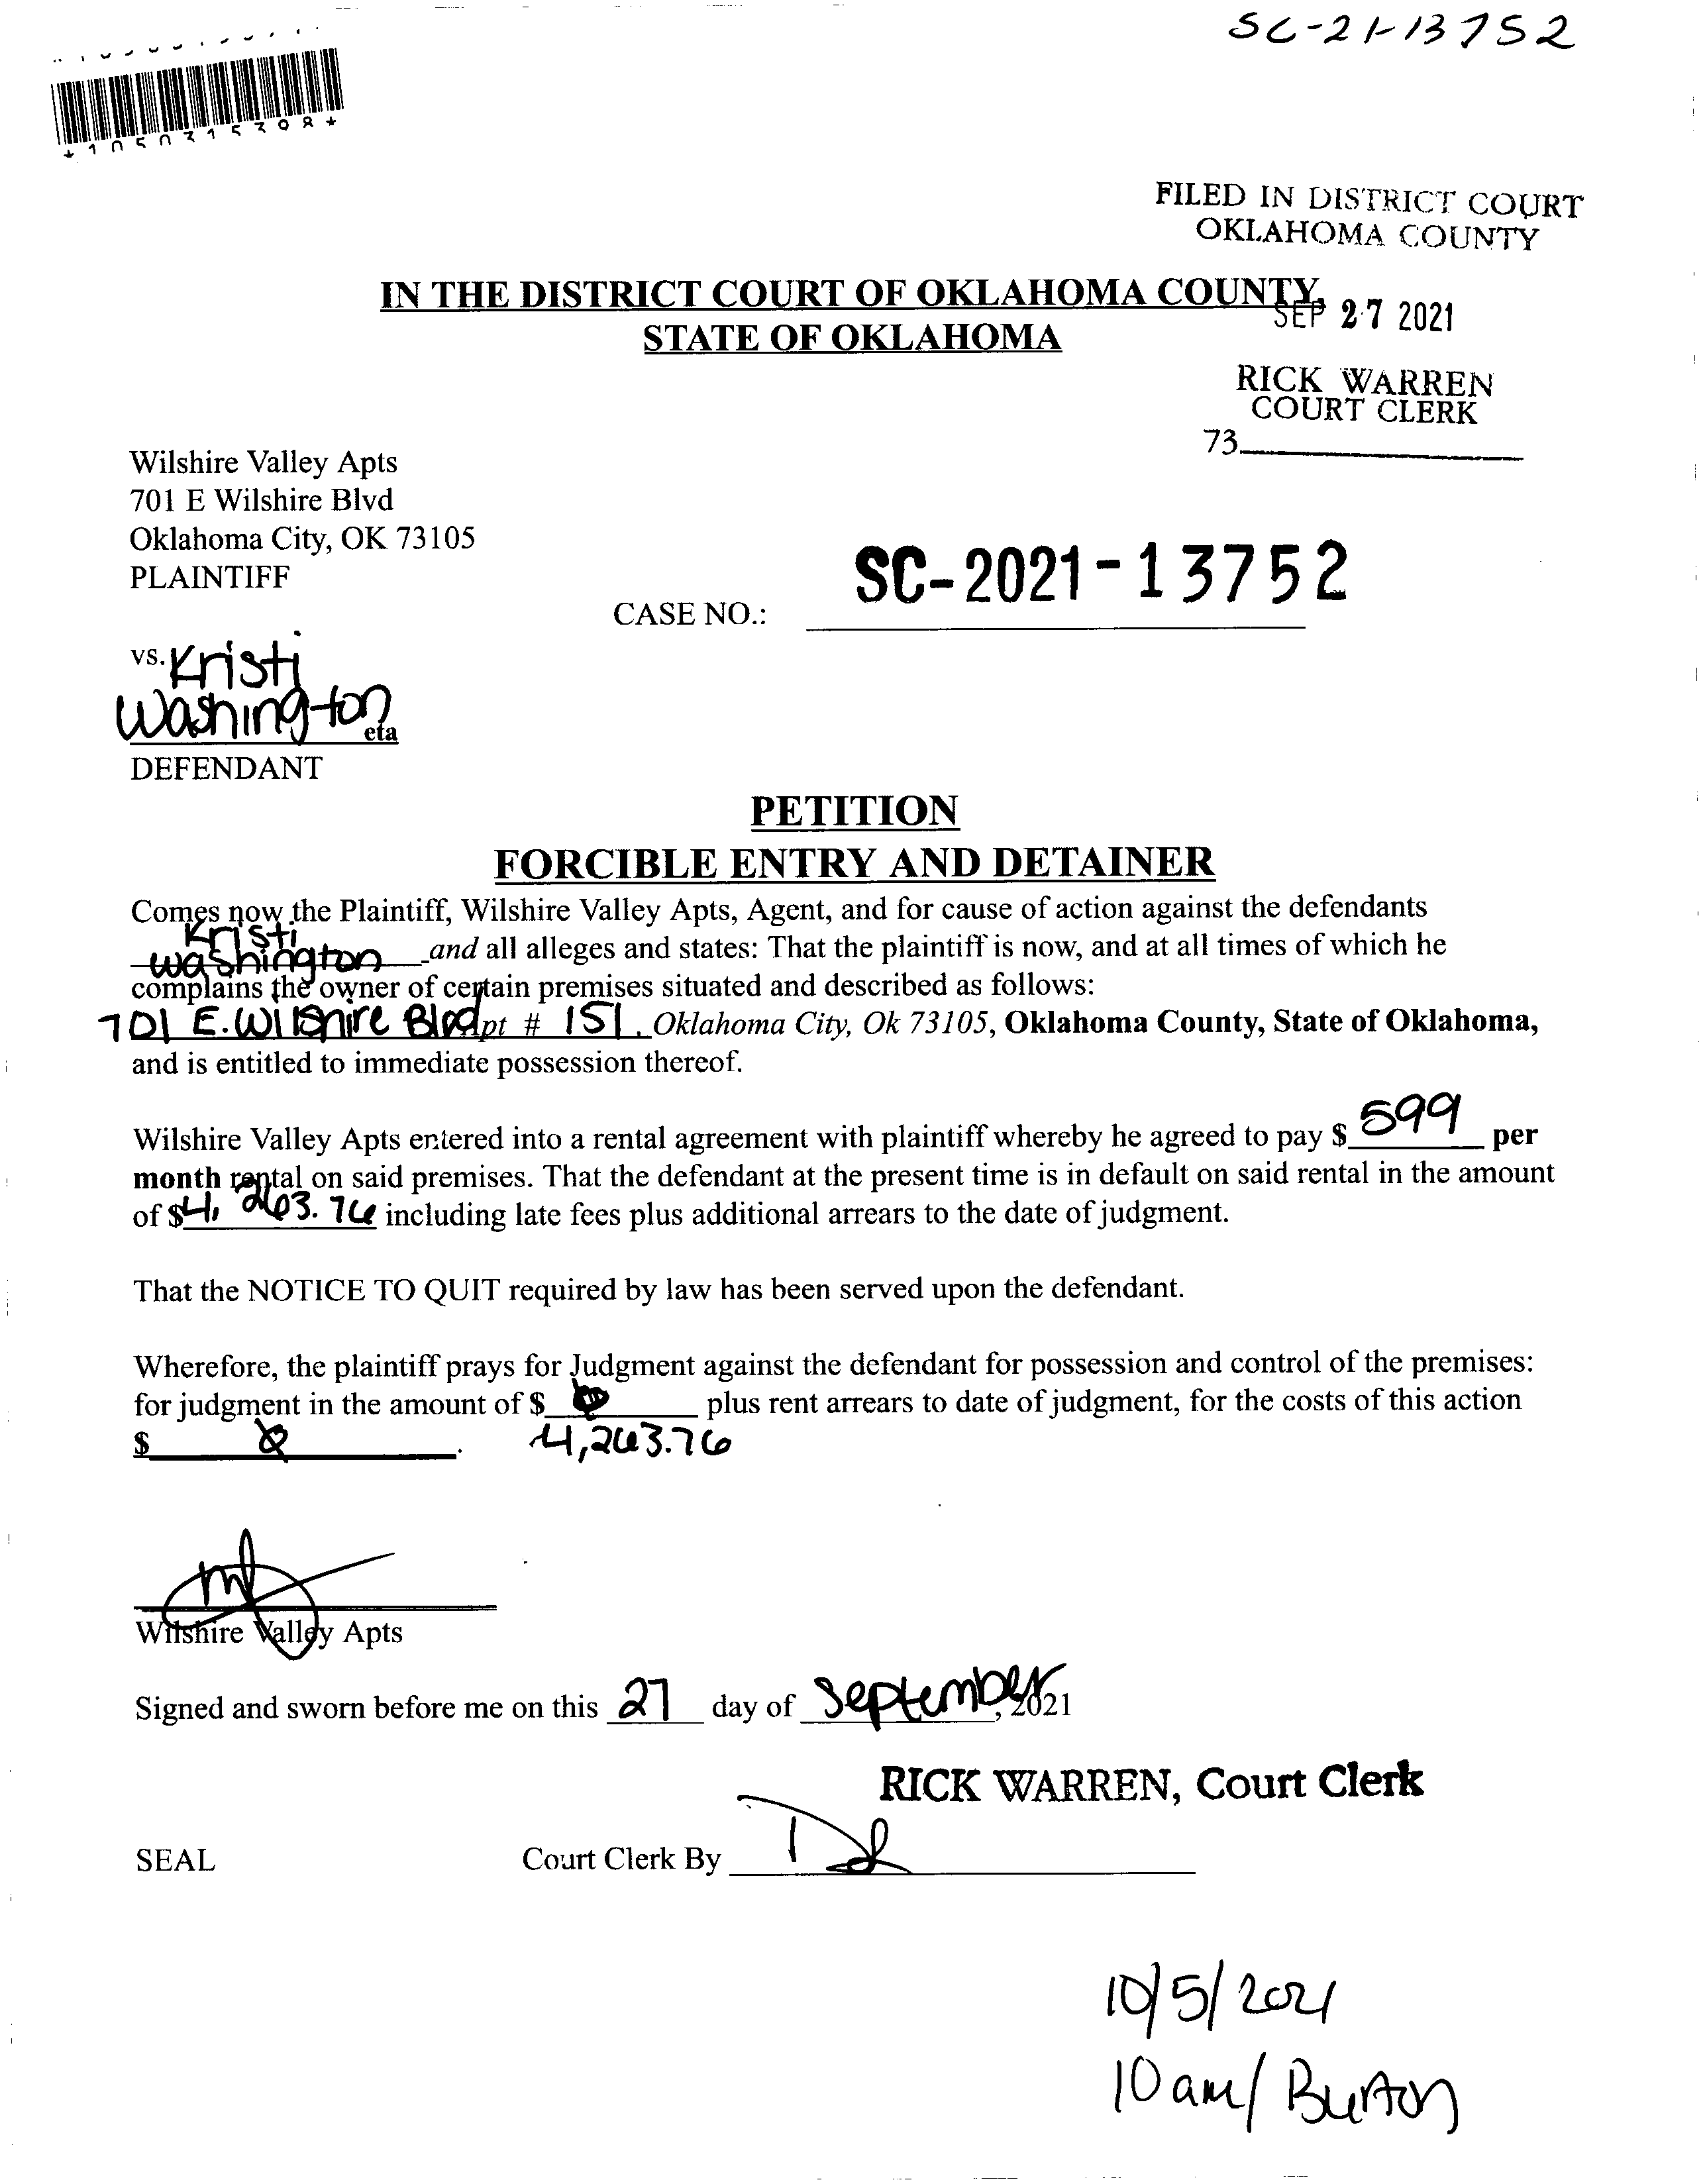 SC-21-13752
*1050315308*
FILED IN DISTRICT COURT
OKLAHOMA COUNTY
IN THE DISTRICT COURT OF OKLAHOMA COUNTY,
SEP 27 2021
STATE OF OKLAHOMA
RICK WARREN
COURT CLERK
73
Wilshire Valley Apts
701 E Wilshire Blvd
Oklahoma City, OK 73105
PLAINTIFF
SC-2021-13752
CASE NO.:
vs. Kristi
Washington
eta
DEFENDANT
PETITION
FORCIBLE ENTRY AND DETAINER
Comes now the Plaintiff, Wilshire Valley Apts, Agent, and for cause of action against the defendants
Kristi
Washington and all alleges and states: That the plaintiff is now, and at all times of which he
complains the owner of certain premises situated and described as follows:
701 E. Wilshire Blvd pt # 151, Oklahoma City, Ok 73105, Oklahoma County, State of Oklahoma,
and is entitled to immediate possession thereof.
Wilshire Valley Apts entered into a rental agreement with plaintiff whereby he agreed to pay $ 599 per
month rental on said premises. That the defendant at the present time is in default on said rental in the amount
of $4,263.76 including late fees plus additional arrears to the date of judgment.
That the NOTICE TO QUIT required by law has been served upon the defendant.
Wherefore, the plaintiff prays for Judgment against the defendant for possession and control of the premises:
for judgment in the amount of $ plus rent arrears to date of judgment, for the costs of this action
$ . 4,263.76
Wilshire Valley Apts
Signed and sworn before me on this 27 day of September, 2021
RICK WARREN, Court Clerk
SEAL Court Clerk By
10/5/2021
10 am/ Burton